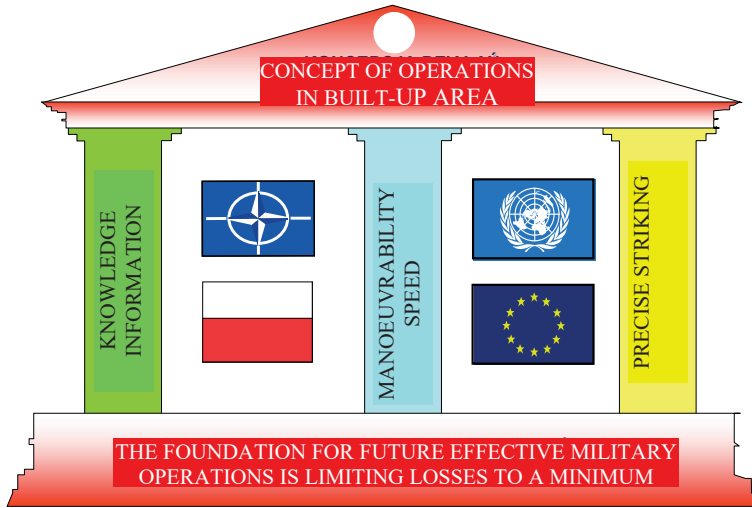 CONCEPT OF OPERATIONS
IN BUILT-UP AREA
KNOWLEDGE
INFORMATION
MANOEUVRABILITY
SPEED
PRECISE STRIKING
THE FOUNDATION FOR FUTURE EFFECTIVE MILITARY
OPERATIONS IS LIMITING LOSSES TO A MINIMUM